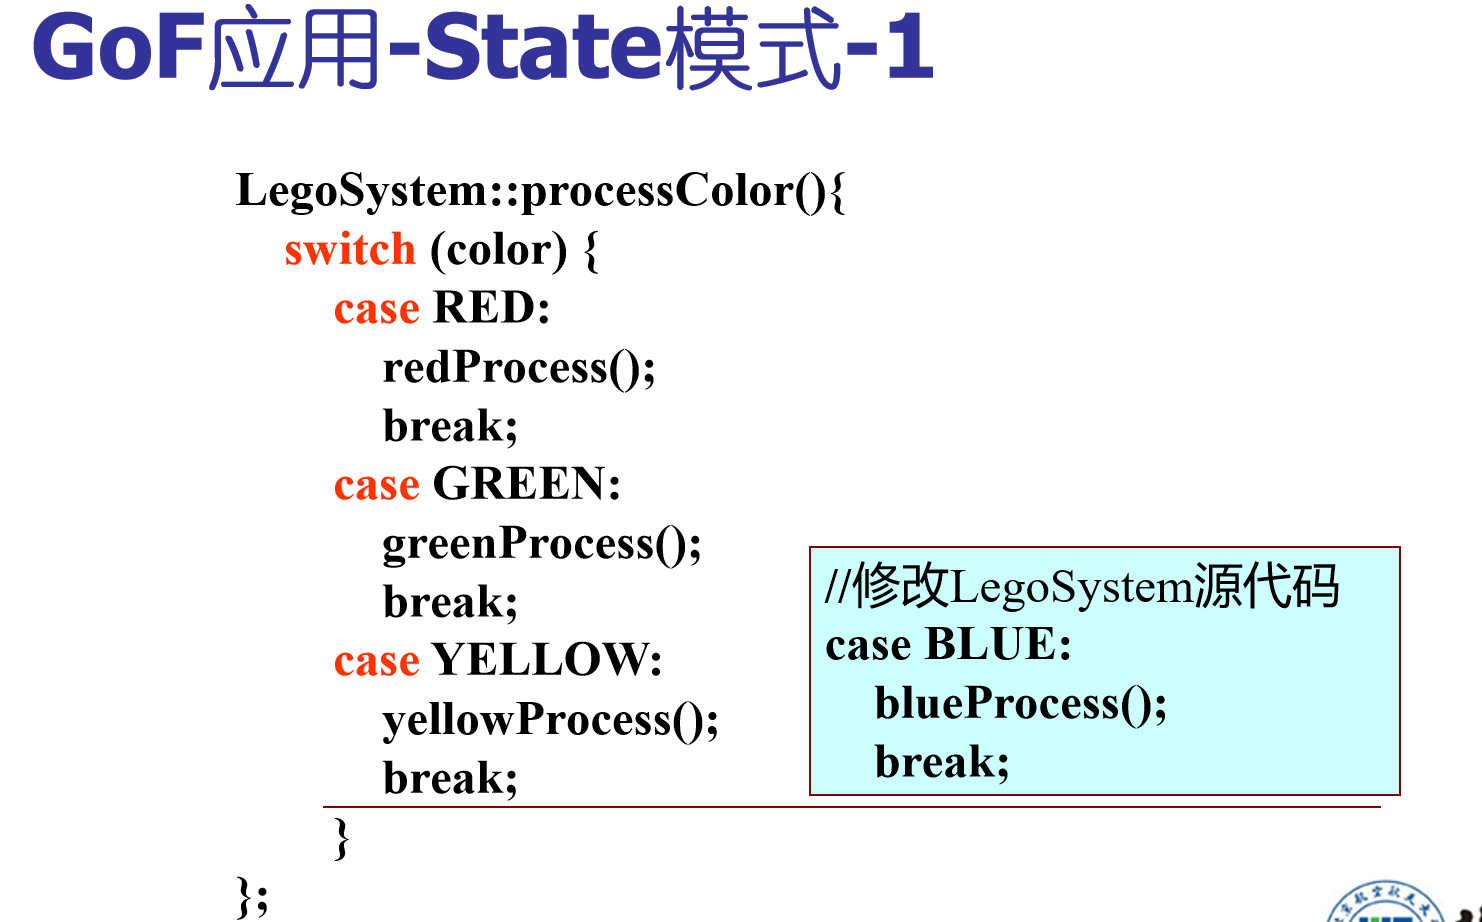 GoF应用-State模式-1
LegoSystem::processColor(){
switch (color) {
case RED:
redProcess();
break;
case GREEN:
greenProcess();
break;
case YELLOW:
yellowProcess();
break;
}
};
//修改LegoSystem源代码
case BLUE:
blueProcess();
break;